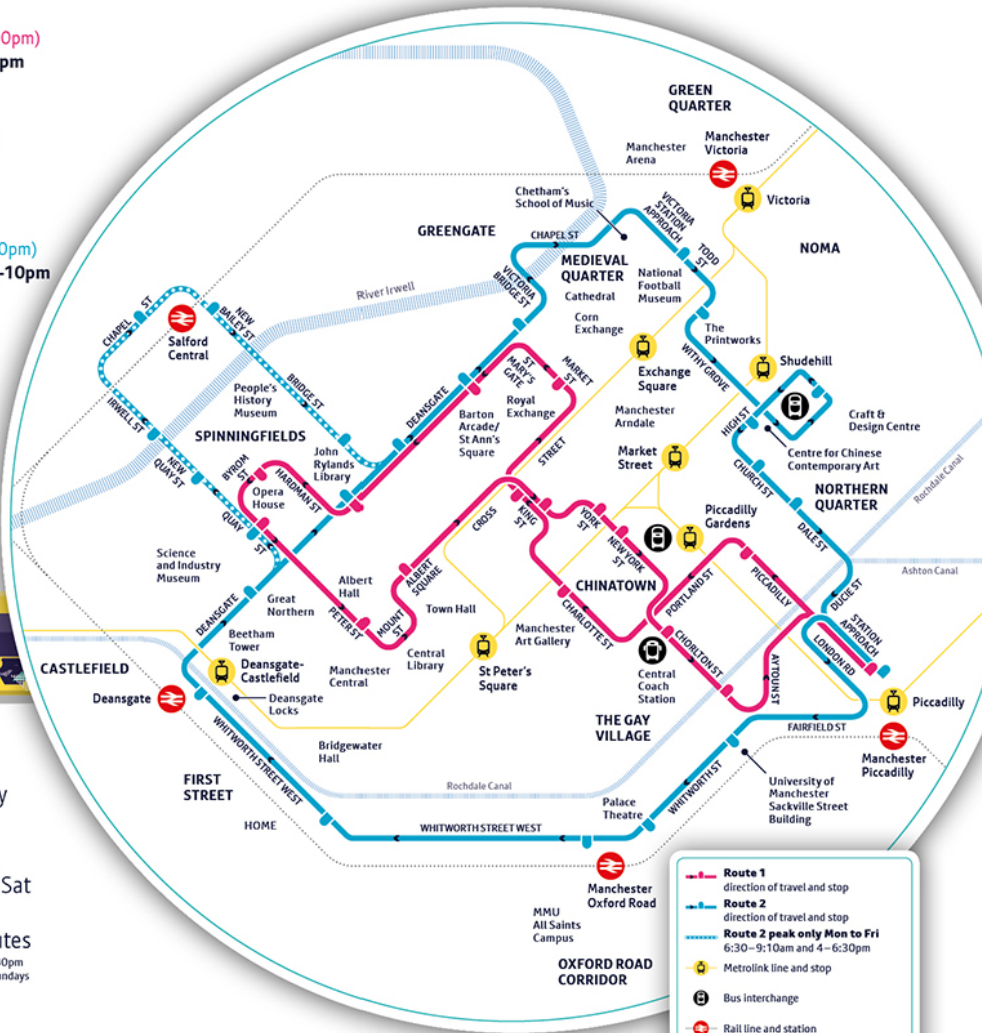 0pm)
pm
0pm)
-10pm
y
Sat
utes
30pm
undays
GREEN
QUARTER
Manchester
Victoria
Manchester
Arena
Victoria
Chetham's
School of Music
VICTORIA
STATION
APPROACH
TODD
ST
GREENGATE
CHAPEL ST
MEDIEVAL
QUARTER
NOMA
VICTORIA
BRIDGE ST
National
Football
Museum
Cathedral
River Irwell
Corn
Exchange
The
Printworks
CHAPEL
ST
NEW
BAILEY ST
Salford
Central
Exchange
Square
WITHY GROVE
Shudehill
ST
MARY'S
GATE
MARKET
ST
BRIDGE ST
People's
History
Museum
DEANSGATE
Barton
Arcade/
St Ann's
Square
Royal
Exchange
Manchester
Arndale
HIGH ST
Craft &
Design Centre
IRWELL ST
SPINNINGFIELDS
John
Rylands
Library
STREET
Market
Street
Centre for Chinese
Contemporary Art
NEW
QUAY ST
BYROM
ST
HARDMAN ST
Opera
House
CHURCH ST
NORTHERN
QUARTER
Rochdale Canal
QUAY
ST
CROSS
KING
ST
YORK
ST
NEW YORK
ST
Piccadilly
Gardens
DALE ST
Science
and Industry
Museum
Albert
Hall
ALBERT
SQUARE
CHINATOWN
PORTLAND ST
PICCADILLY
Ashton Canal
DEANSGATE
Great
Northern
PETER ST
MOUNT
ST
Town Hall
CHARLOTTE ST
DUCIE ST
STATION
APPROACH
Beetham
Tower
Manchester
Art Gallery
CHORLTON ST
LONDON RD
CASTLEFIELD
Deansgate-
Castlefield
Manchester
Central
Central
Library
St Peter's
Square
Central
Coach
Station
AYTOUN ST
Deansgate
Deansgate
Locks
Piccadilly
THE GAY
VILLAGE
FAIRFIELD ST
Bridgewater
Hall
WHITWORTH STREET WEST
Manchester
Piccadilly
FIRST
STREET
Rochdale Canal
WHITWORTH ST
University of
Manchester
Sackville Street
Building
HOME
Palace
Theatre
WHITWORTH STREET WEST
Manchester
Oxford Road
MMU
All Saints
Campus
OXFORD ROAD
CORRIDOR
Route 1
direction of travel and stop
Route 2
direction of travel and stop
Route 2 peak only Mon to Fri
6:30–9:10am and 4–6:30pm
Metrolink line and stop
Bus interchange
Rail line and station